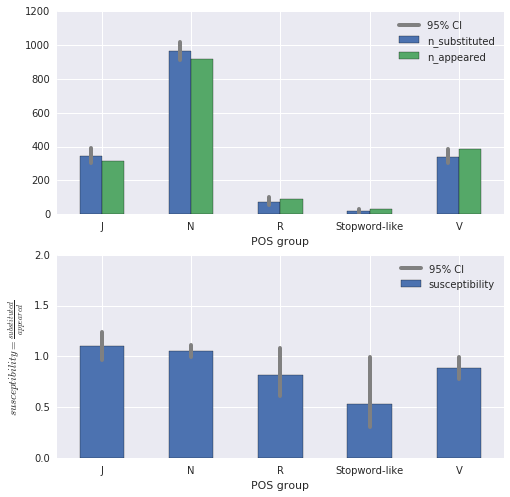 1200
1000
800
600
400
200
0
95% CI
n_substituted
n_appeared
J N R Stopword-like V
POS group
2.0
1.5
1.0
0.5
0.0
susceptibility = substituted/appeared
95% CI
susceptibility
J N R Stopword-like V
POS group